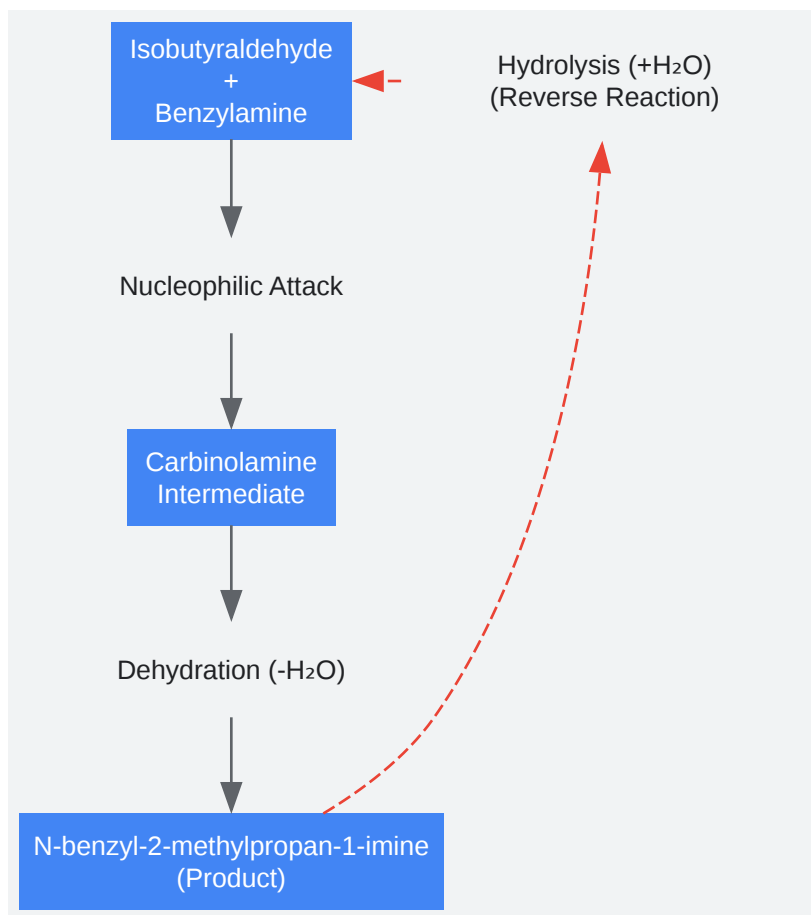 Isobutyraldehyde
+
Benzylamine
Hydrolysis (+H₂O)
(Reverse Reaction)
Nucleophilic Attack
Carbinolamine
Intermediate
Dehydration (-H₂O)
N-benzyl-2-methylpropan-1-imine
(Product)